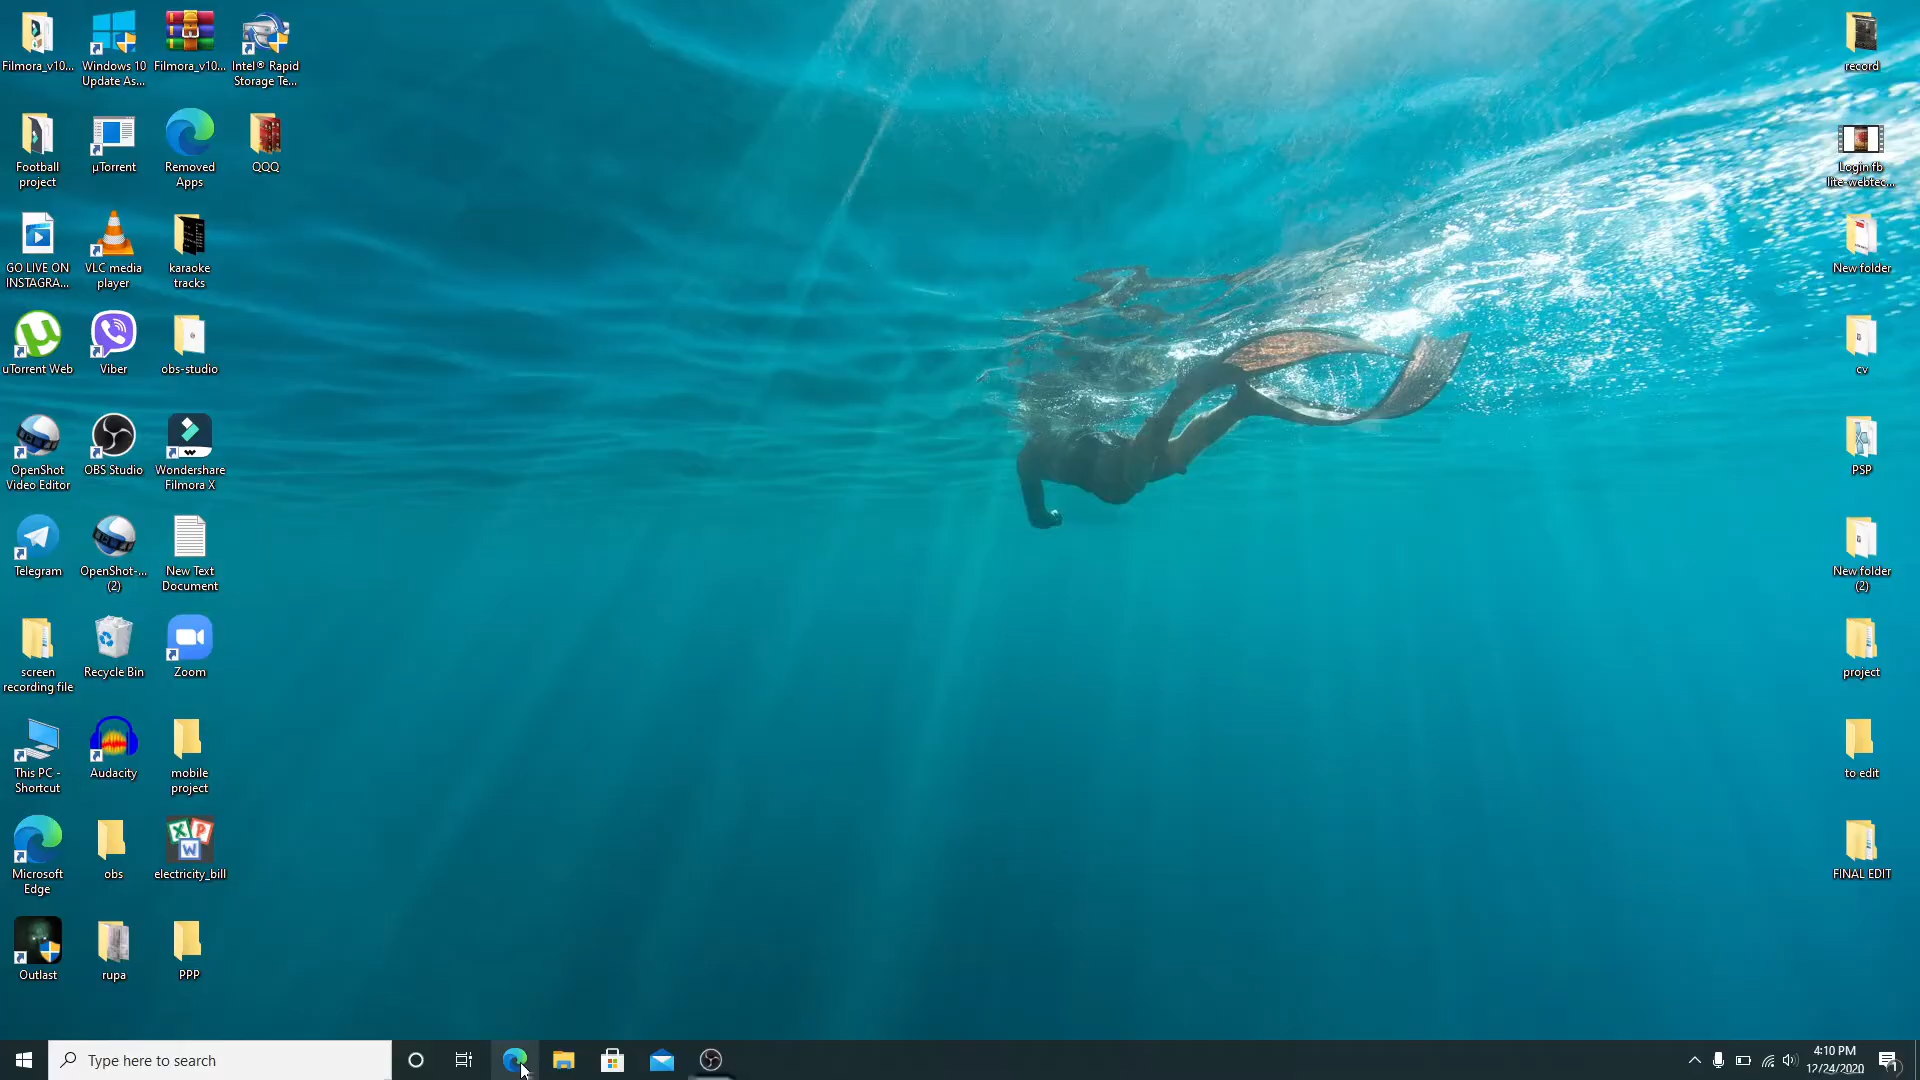 Filmora_v10...
Windows 10
Update As...
Filmora_v10...
Intel® Rapid
Storage Te...
Football
project
µTorrent
Removed
Apps
QQQ
GO LIVE ON
INSTAGRA...
VLC media
player
karaoke
tracks
uTorrent Web
Viber
obs-studio
OpenShot
Video Editor
OBS Studio
Wondershare
Filmora X
Telegram
OpenShot-...
(2)
New Text
Document
screen
recording file
Recycle Bin
Zoom
This PC -
Shortcut
Audacity
mobile
project
Microsoft
Edge
obs
electricity_bill
Outlast
rupa
PPP
record
Login fb
lite-webtec...
New folder
cv
PSP
New folder
(2)
project
to edit
FINAL EDIT
Type here to search
4:10 PM
12/24/2020
1